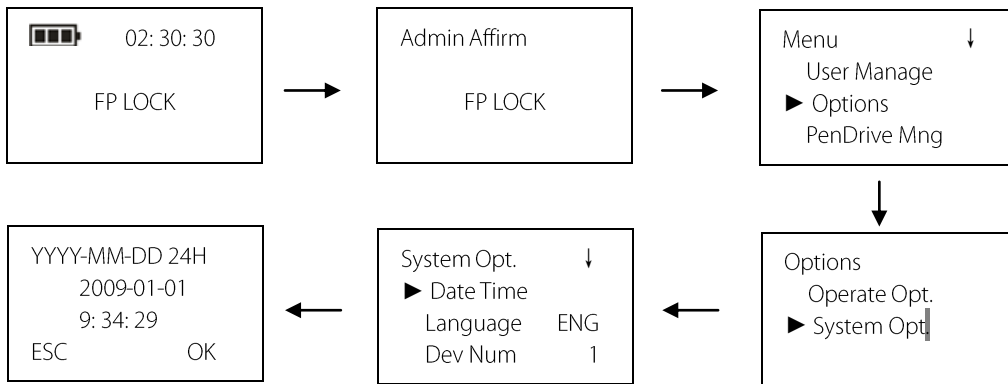 02: 30: 30
FP LOCK
Admin Affirm
FP LOCK
Menu ↓
User Manage
► Options
PenDrive Mng
Options
Operate Opt.
► System Opt.
System Opt. ↓
► Date Time
Language ENG
Dev Num 1
YYYY-MM-DD 24H
2009-01-01
9: 34: 29
ESC OK